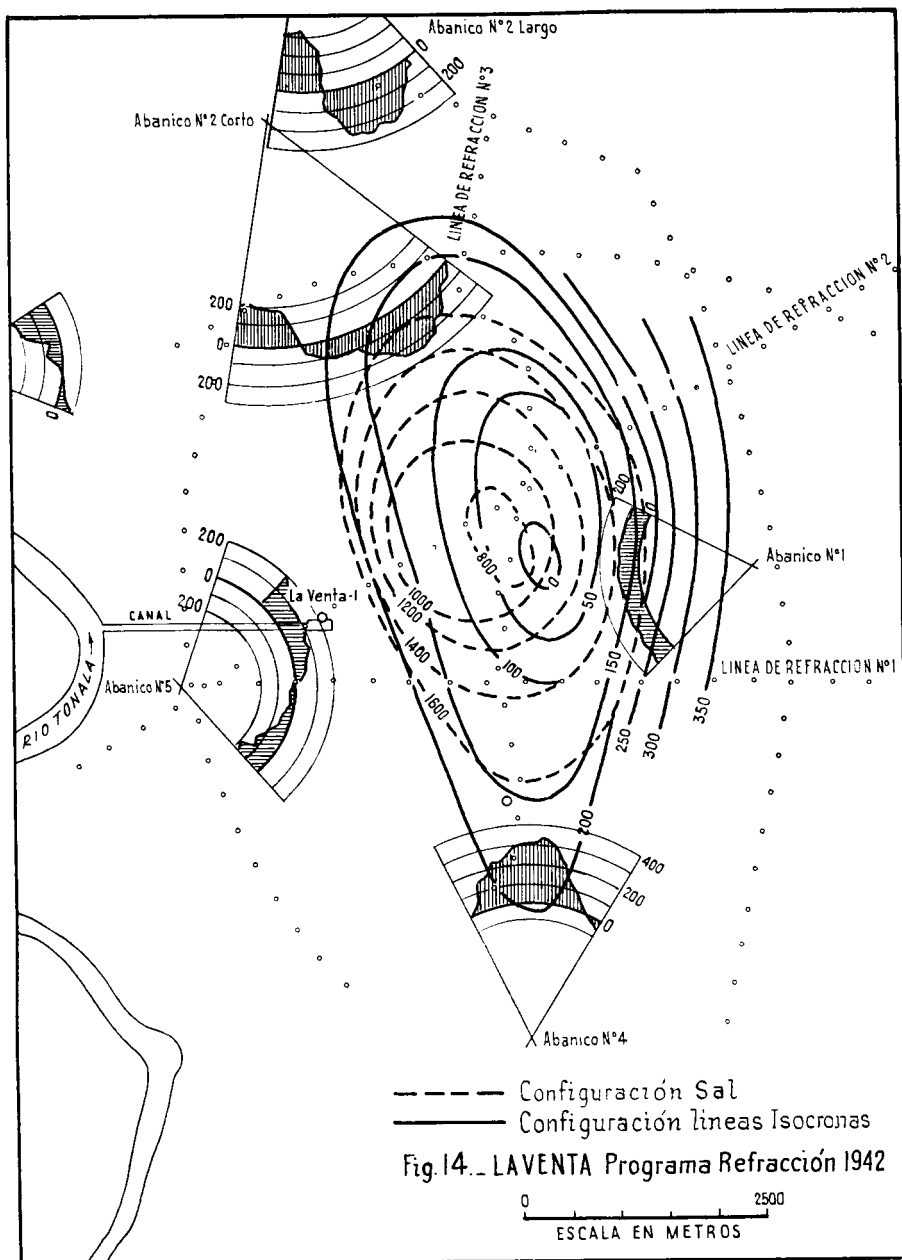 Abanico N°2 Largo
0
200
LINEA DE REFRACCION N°3
Abanico N°2 Corto
LINEA DE REFRACCION N°2
200
0
200
0
200
0
Abanico N°1
200
0
200
La Venta-1
CANAL
RIO TONALA
Abanico N°5
800
0
1000
1200
1400
1600
50
100
150
LINEA DE REFRACCION N°1
250
300
350
200
400
200
0
Abanico N°4
Configuración Sal
Configuración lineas Isocronas
Fig. 14._ LA VENTA Programa Refracción 1942
0 2500
ESCALA EN METROS